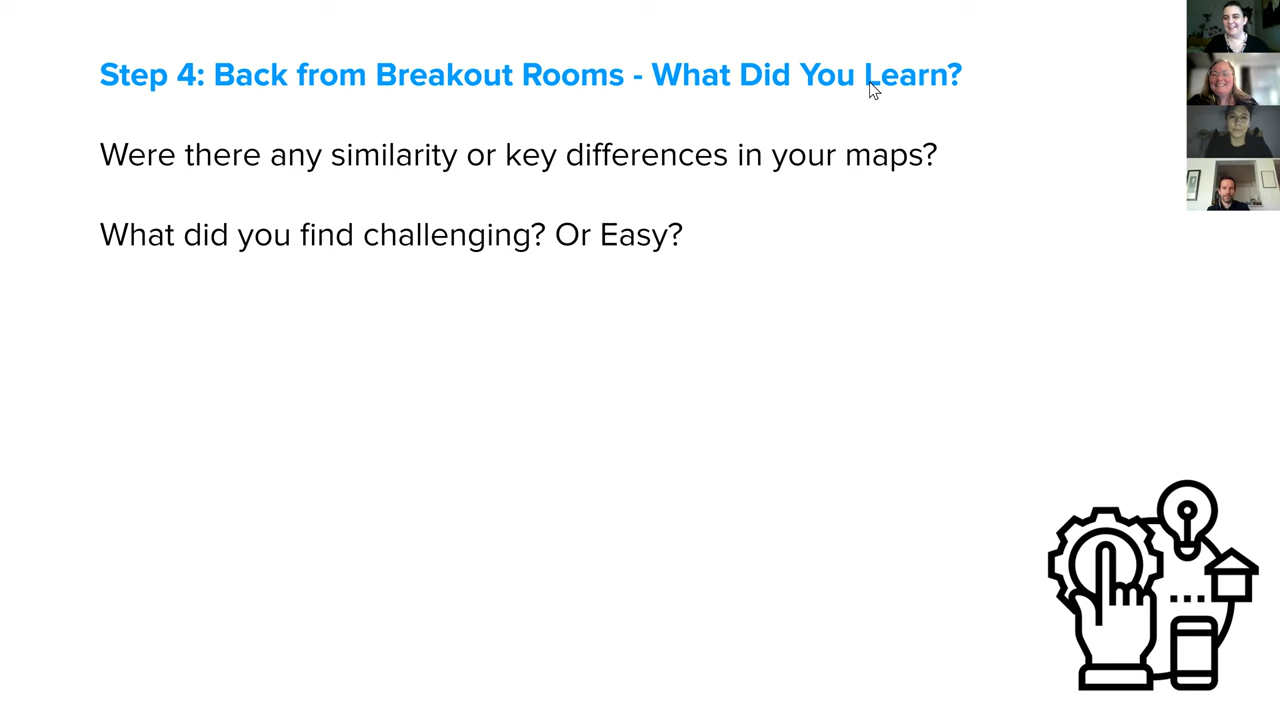 Step 4: Back from Breakout Rooms - What Did You Learn?
Were there any similarity or key differences in your maps?
What did you find challenging? Or Easy?